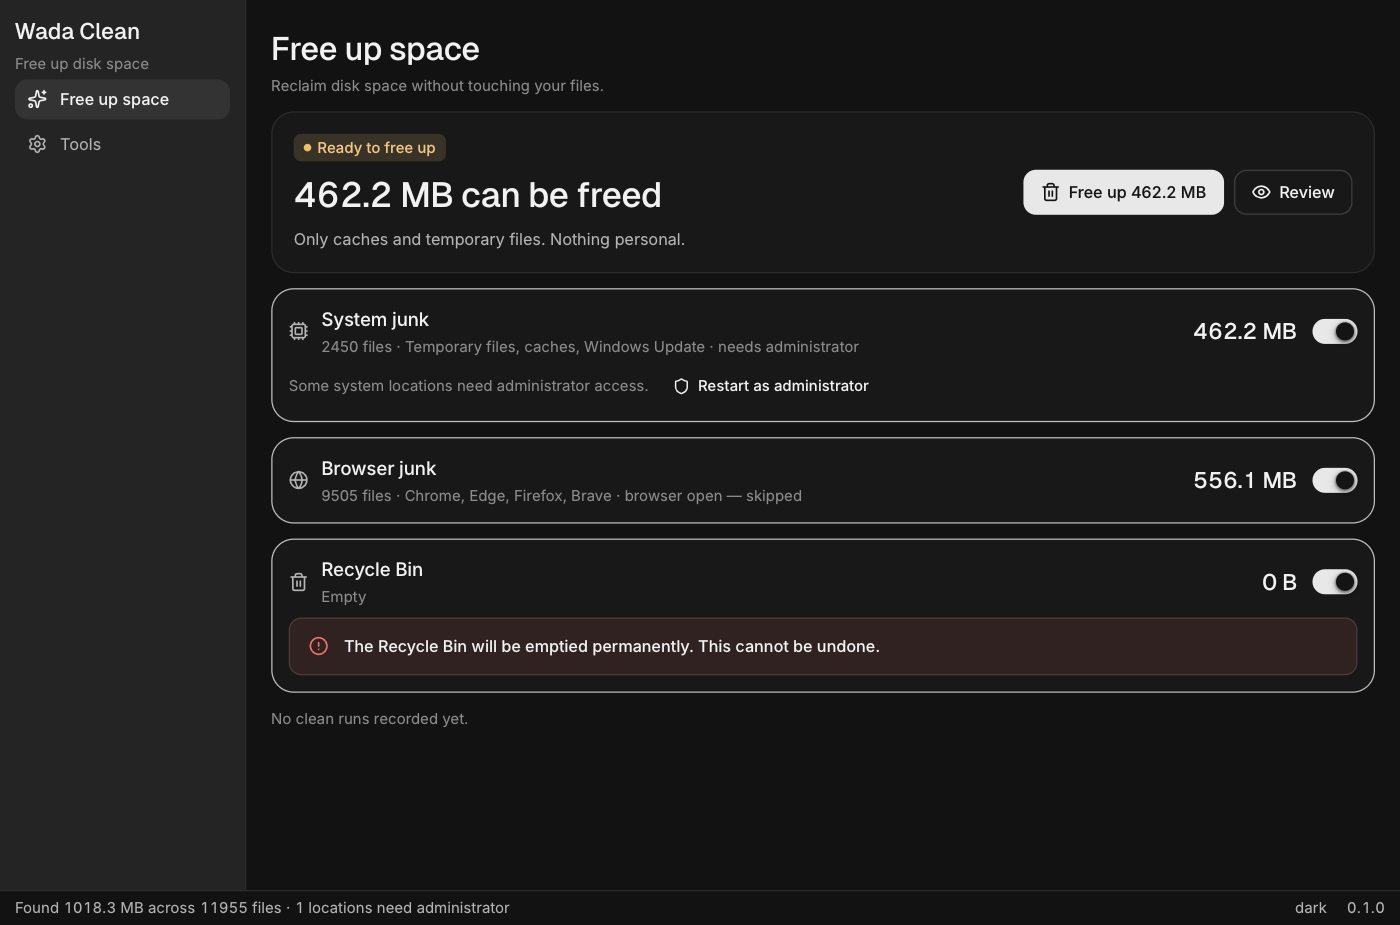 Wada Clean
Free up disk space
Free up space
Tools
Free up space
Reclaim disk space without touching your files.
Ready to free up
462.2 MB can be freed
Only caches and temporary files. Nothing personal.
Free up 462.2 MB
Review
System junk
2450 files · Temporary files, caches, Windows Update · needs administrator
462.2 MB
Some system locations need administrator access.
Restart as administrator
Browser junk
9505 files · Chrome, Edge, Firefox, Brave · browser open — skipped
556.1 MB
Recycle Bin
Empty
0 B
The Recycle Bin will be emptied permanently. This cannot be undone.
No clean runs recorded yet.
Found 1018.3 MB across 11955 files · 1 locations need administrator
dark
0.1.0